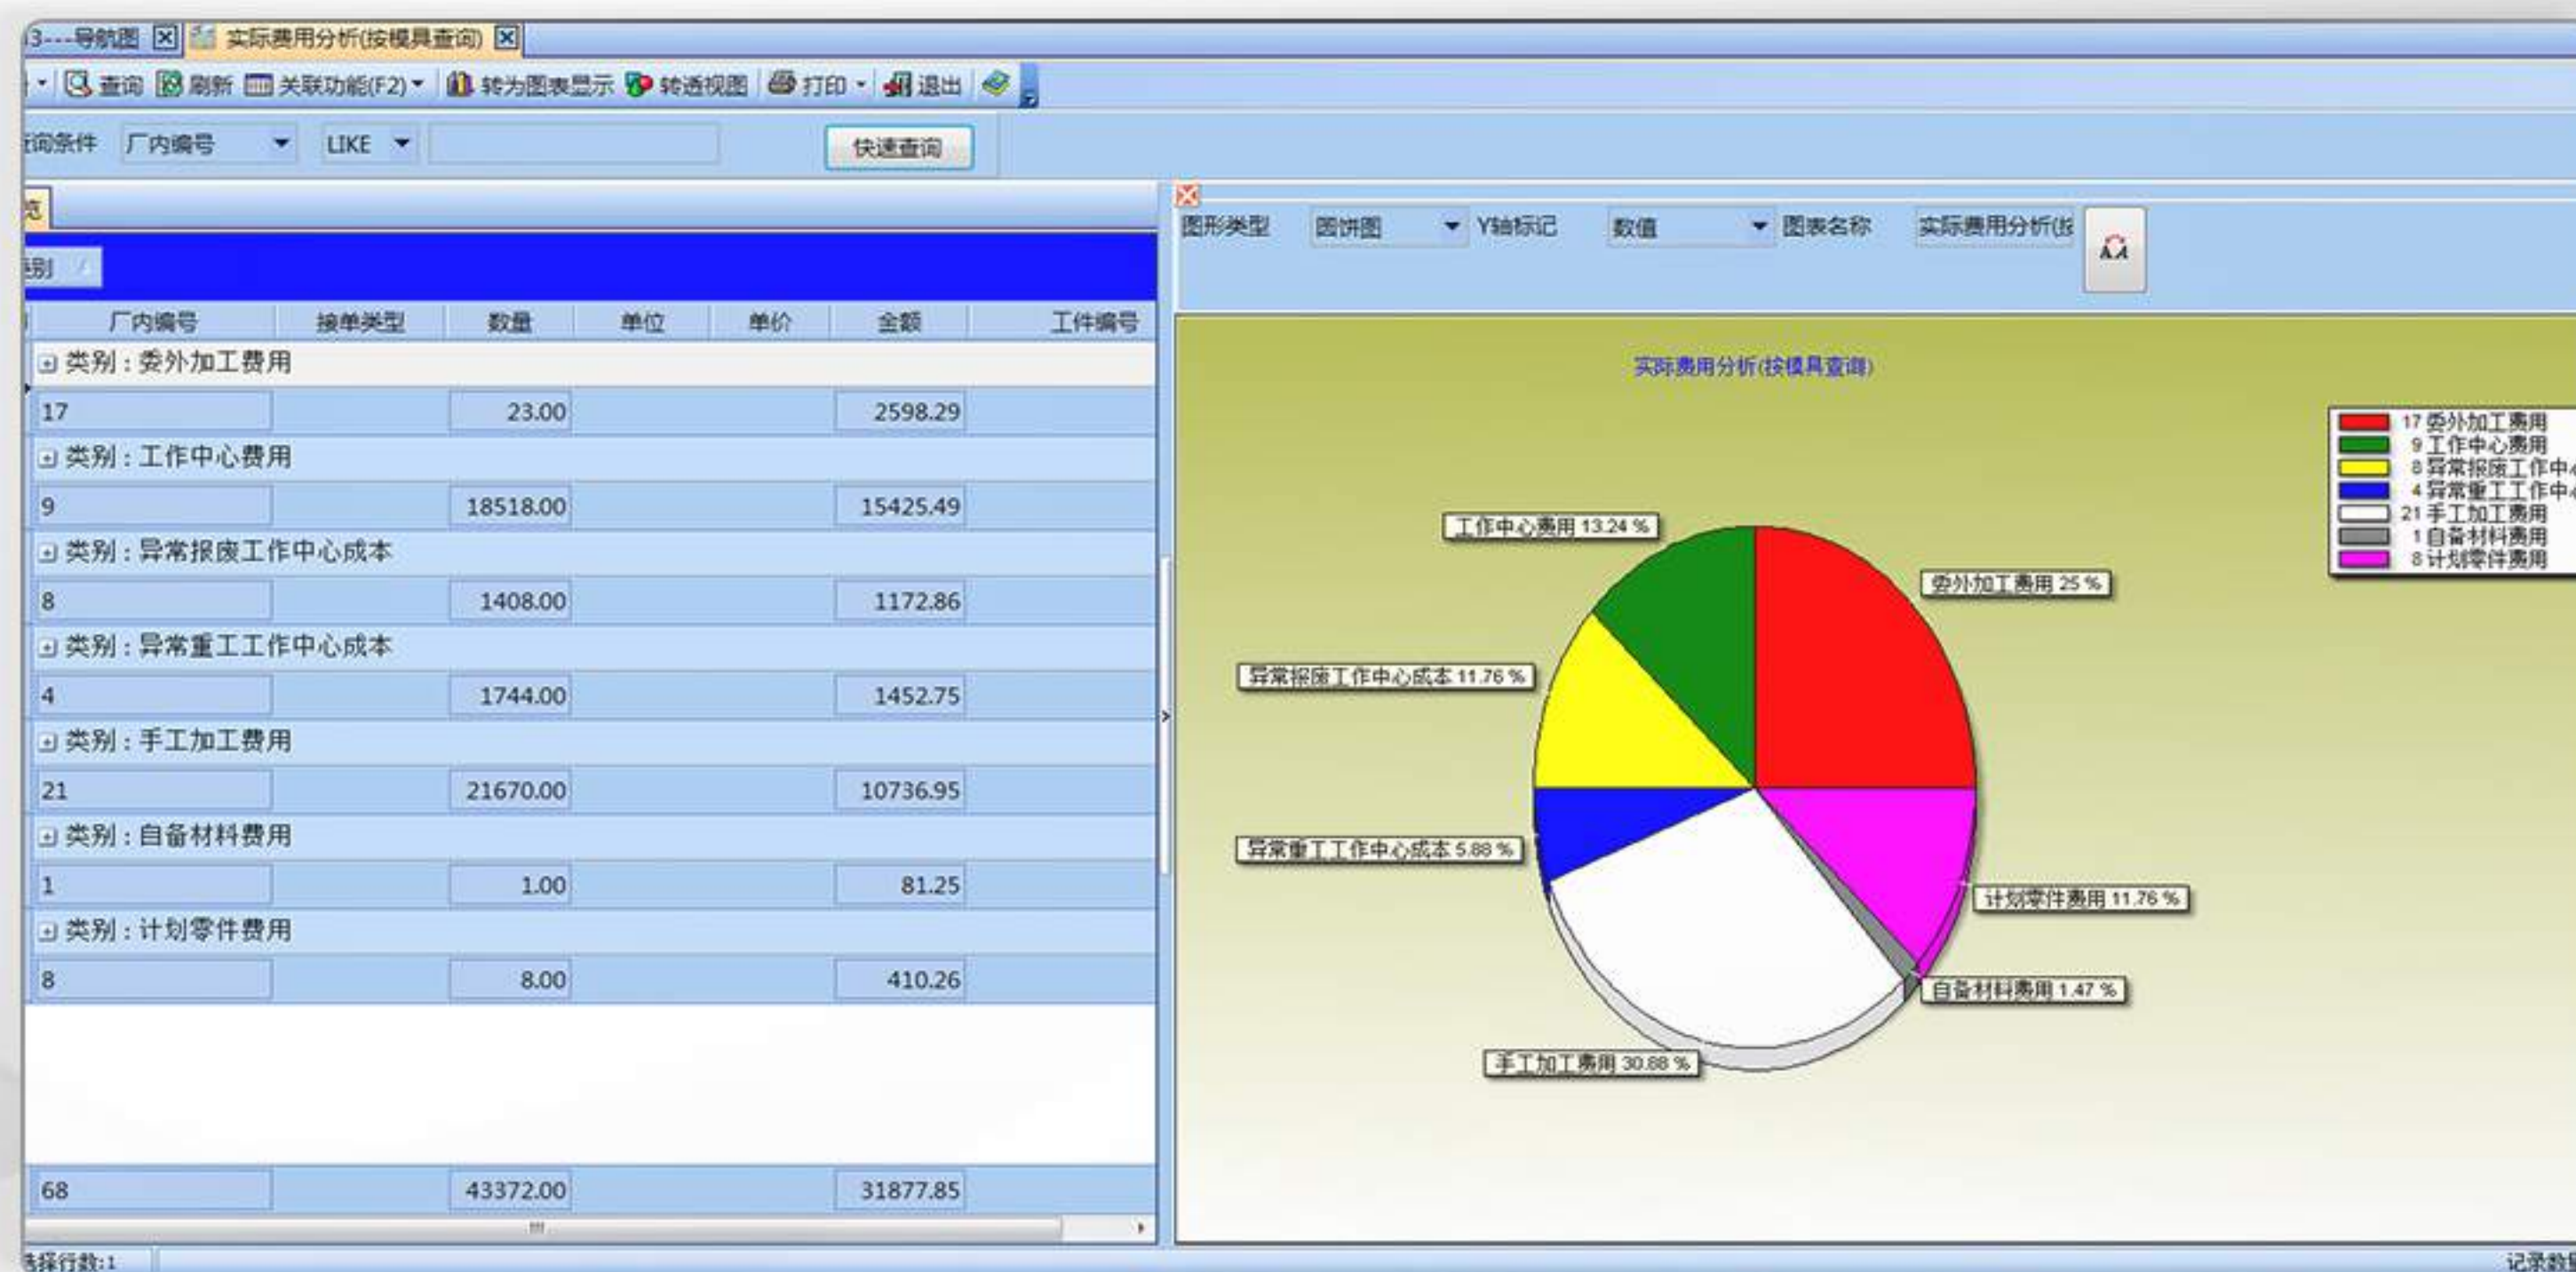 3----导航图 实际费用分析(按模具查询)
查询 刷新 关联功能(F2) 转为图表显示 转透视图 打印 退出
询条件 厂内编号 LIKE 快速查询
览
图形类型 圆饼图 Y轴标记 数值 图表名称 实际费用分析(按
别
厂内编号 接单类型 数量 单位 单价 金额 工件编号
类别：委外加工费用
17 23.00 2598.29
类别：工作中心费用
9 18518.00 15425.49
类别：异常报废工作中心成本
8 1408.00 1172.86
类别：异常重工工作中心成本
4 1744.00 1452.75
类别：手工加工费用
21 21670.00 10736.95
类别：自备材料费用
1 1.00 81.25
类别：计划零件费用
8 8.00 410.26
68 43372.00 31877.85
选择行数:1
实际费用分析(按模具查询)
17 委外加工费用
9 工作中心费用
8 异常报废工作中心
4 异常重工工作中心
21 手工加工费用
1 自备材料费用
8 计划零件费用
工作中心费用 13.24 %
委外加工费用 25 %
异常报废工作中心成本 11.76 %
异常重工工作中心成本 5.88 %
计划零件费用 11.76 %
自备材料费用 1.47 %
手工加工费用 30.88 %
记录数量